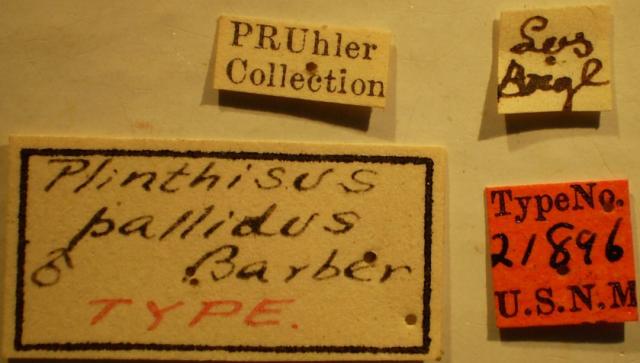 PRUhler
Collection
Los
Angl
Plinthisus
pallidus
♂ Barber
TYPE.
TypeNo.
21896
U.S.N.M